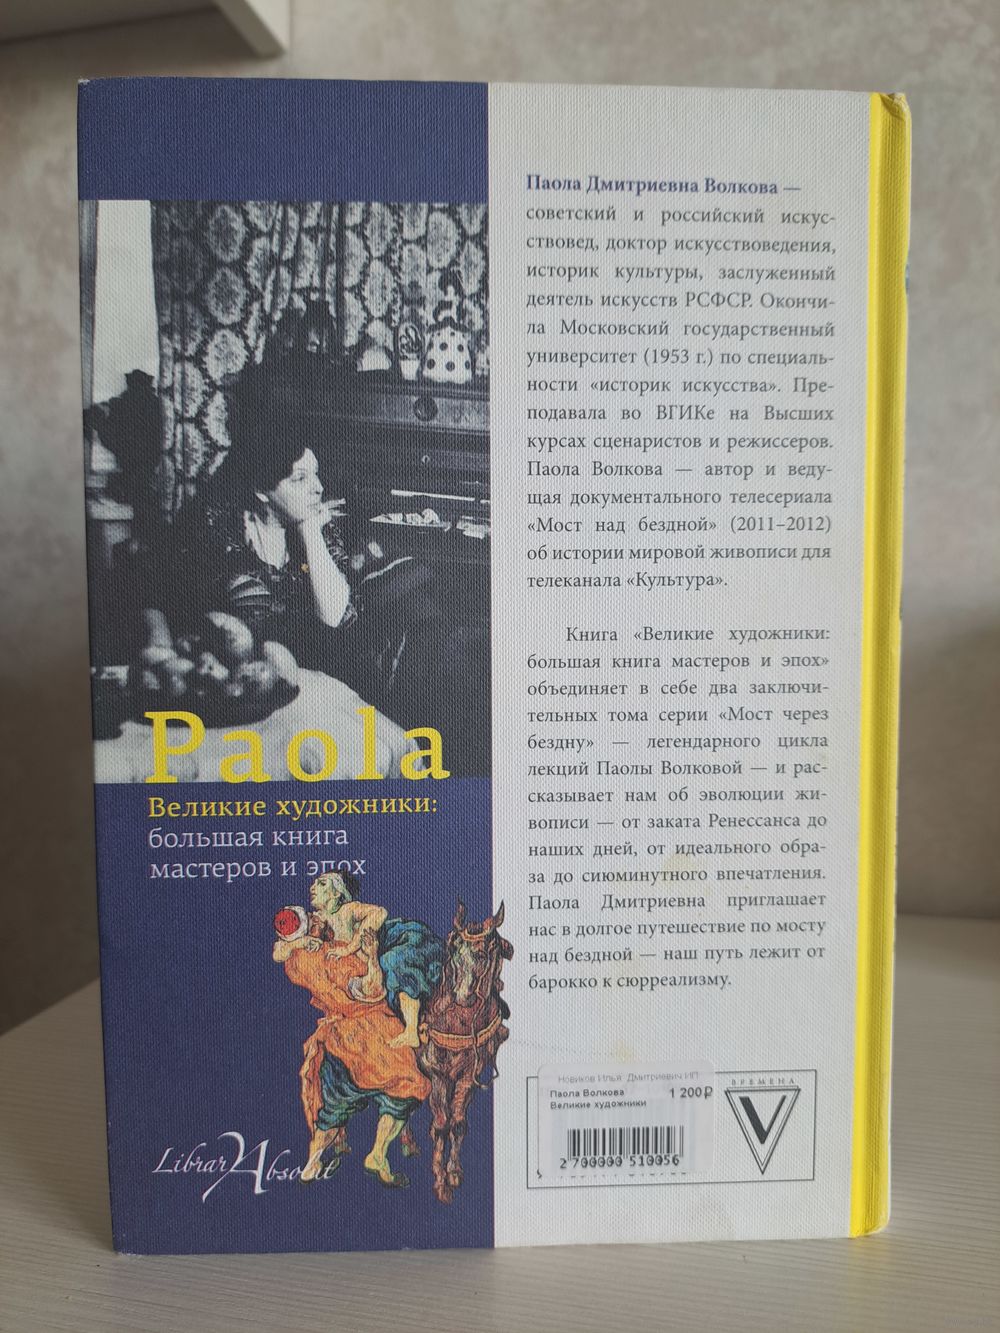 Paola
Великие художники:
большая книга
мастеров и эпох
Паола Дмитриевна Волкова —
советский и российский искус-
ствовед, доктор искусствоведения,
историк культуры, заслуженный
деятель искусств РСФСР. Окончи-
ла Московский государственный
университет (1953 г.) по специаль-
ности «историк искусства». Пре-
подавала во ВГИКе на Высших
курсах сценаристов и режиссеров.
Паола Волкова — автор и веду-
щая документального телесериала
«Мост над бездной» (2011–2012)
об истории мировой живописи для
телеканала «Культура».
Книга «Великие художники:
большая книга мастеров и эпох»
объединяет в себе два заключи-
тельных тома серии «Мост через
бездну» — легендарного цикла
лекций Паолы Волковой — и рас-
сказывает нам об эволюции жи-
вописи — от заката Ренессанса до
наших дней, от идеального обра-
за до сиюминутного впечатления.
Паола Дмитриевна приглашает
нас в долгое путешествие по мосту
над бездной — наш путь лежит от
барокко к сюрреализму.
Librar Absolut
Новиков Илья Дмитриевич ИП
Паола Волкова 1 200₽
Великие художники
2 700000 510056
ВРЕМЕНА
V